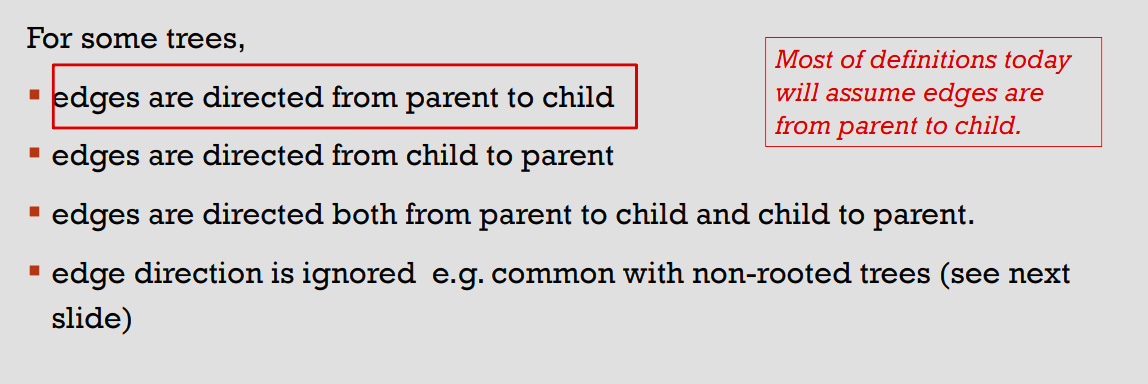 For some trees,
▪ edges are directed from parent to child
▪ edges are directed from child to parent
▪ edges are directed both from parent to child and child to parent.
▪ edge direction is ignored e.g. common with non-rooted trees (see next
slide)
Most of definitions today
will assume edges are
from parent to child.